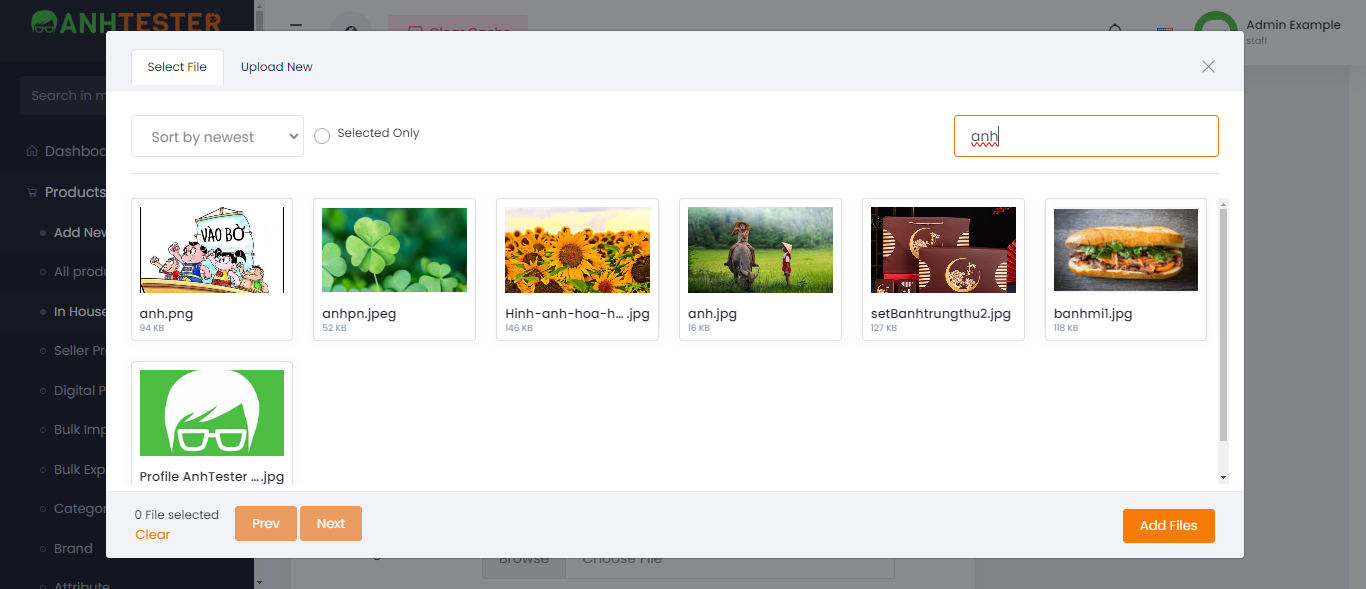 ANHTESTER
Clear Cache
Admin Example
staff
Select File
Upload New
Search in m
Sort by newest
Selected Only
anh
Dashboa
Products
Add New
All produ
In House
Seller Pr
Digital P
Bulk Imp
Bulk Exp
Categor
Brand
Attribute
VÀO BỜ
anh.png
94 KB
anhpn.jpeg
52 KB
Hinh-anh-hoa-h... .jpg
146 KB
anh.jpg
16 KB
setBanhtrungthu2.jpg
127 KB
banhmi1.jpg
118 KB
Profile AnhTester ... .jpg
0 File selected
Clear
Prev
Next
Add Files
Browse
Choose File